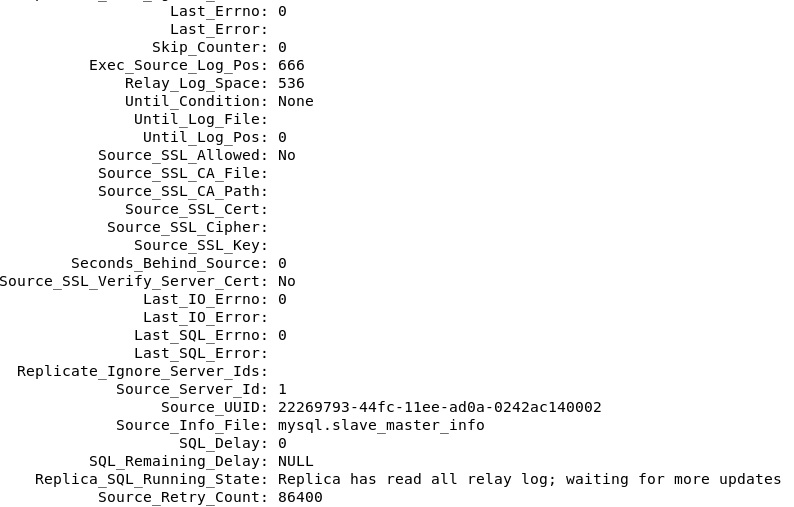 Last_Errno: 0
Last_Error:
Skip_Counter: 0
Exec_Source_Log_Pos: 666
Relay_Log_Space: 536
Until_Condition: None
Until_Log_File:
Until_Log_Pos: 0
Source_SSL_Allowed: No
Source_SSL_CA_File:
Source_SSL_CA_Path:
Source_SSL_Cert:
Source_SSL_Cipher:
Source_SSL_Key:
Seconds_Behind_Source: 0
Source_SSL_Verify_Server_Cert: No
Last_IO_Errno: 0
Last_IO_Error:
Last_SQL_Errno: 0
Last_SQL_Error:
Replicate_Ignore_Server_Ids:
Source_Server_Id: 1
Source_UUID: 22269793-44fc-11ee-ad0a-0242ac140002
Source_Info_File: mysql.slave_master_info
SQL_Delay: 0
SQL_Remaining_Delay: NULL
Replica_SQL_Running_State: Replica has read all relay log; waiting for more updates
Source_Retry_Count: 86400